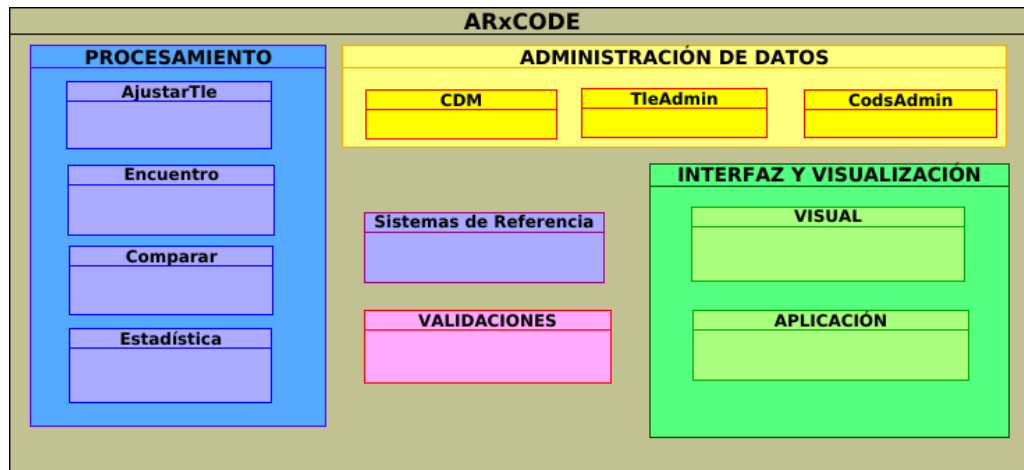 ARxCODE
PROCESAMIENTO
AjustarTle
Encuentro
Comparar
Estadística
ADMINISTRACIÓN DE DATOS
CDM
TleAdmin
CodsAdmin
Sistemas de Referencia
VALIDACIONES
INTERFAZ Y VISUALIZACIÓN
VISUAL
APLICACIÓN